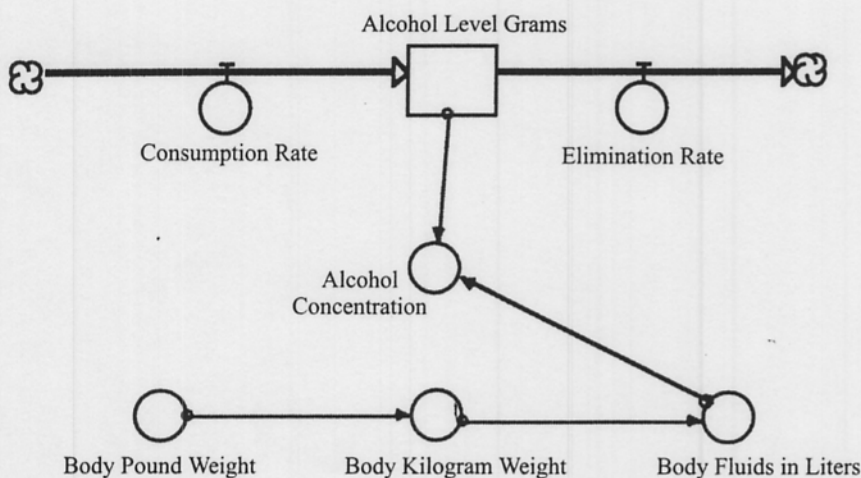 Alcohol Level Grams
Consumption Rate
Elimination Rate
Alcohol
Concentration
Body Pound Weight
Body Kilogram Weight
Body Fluids in Liters